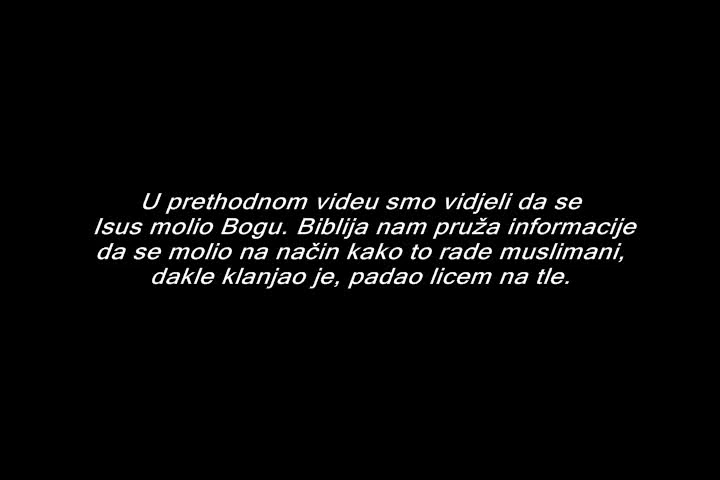 U prethodnom videu smo vidjeli da se
Isus molio Bogu. Biblija nam pruža informacije
da se molio na način kako to rade muslimani,
dakle klanjao je, padao licem na tle.